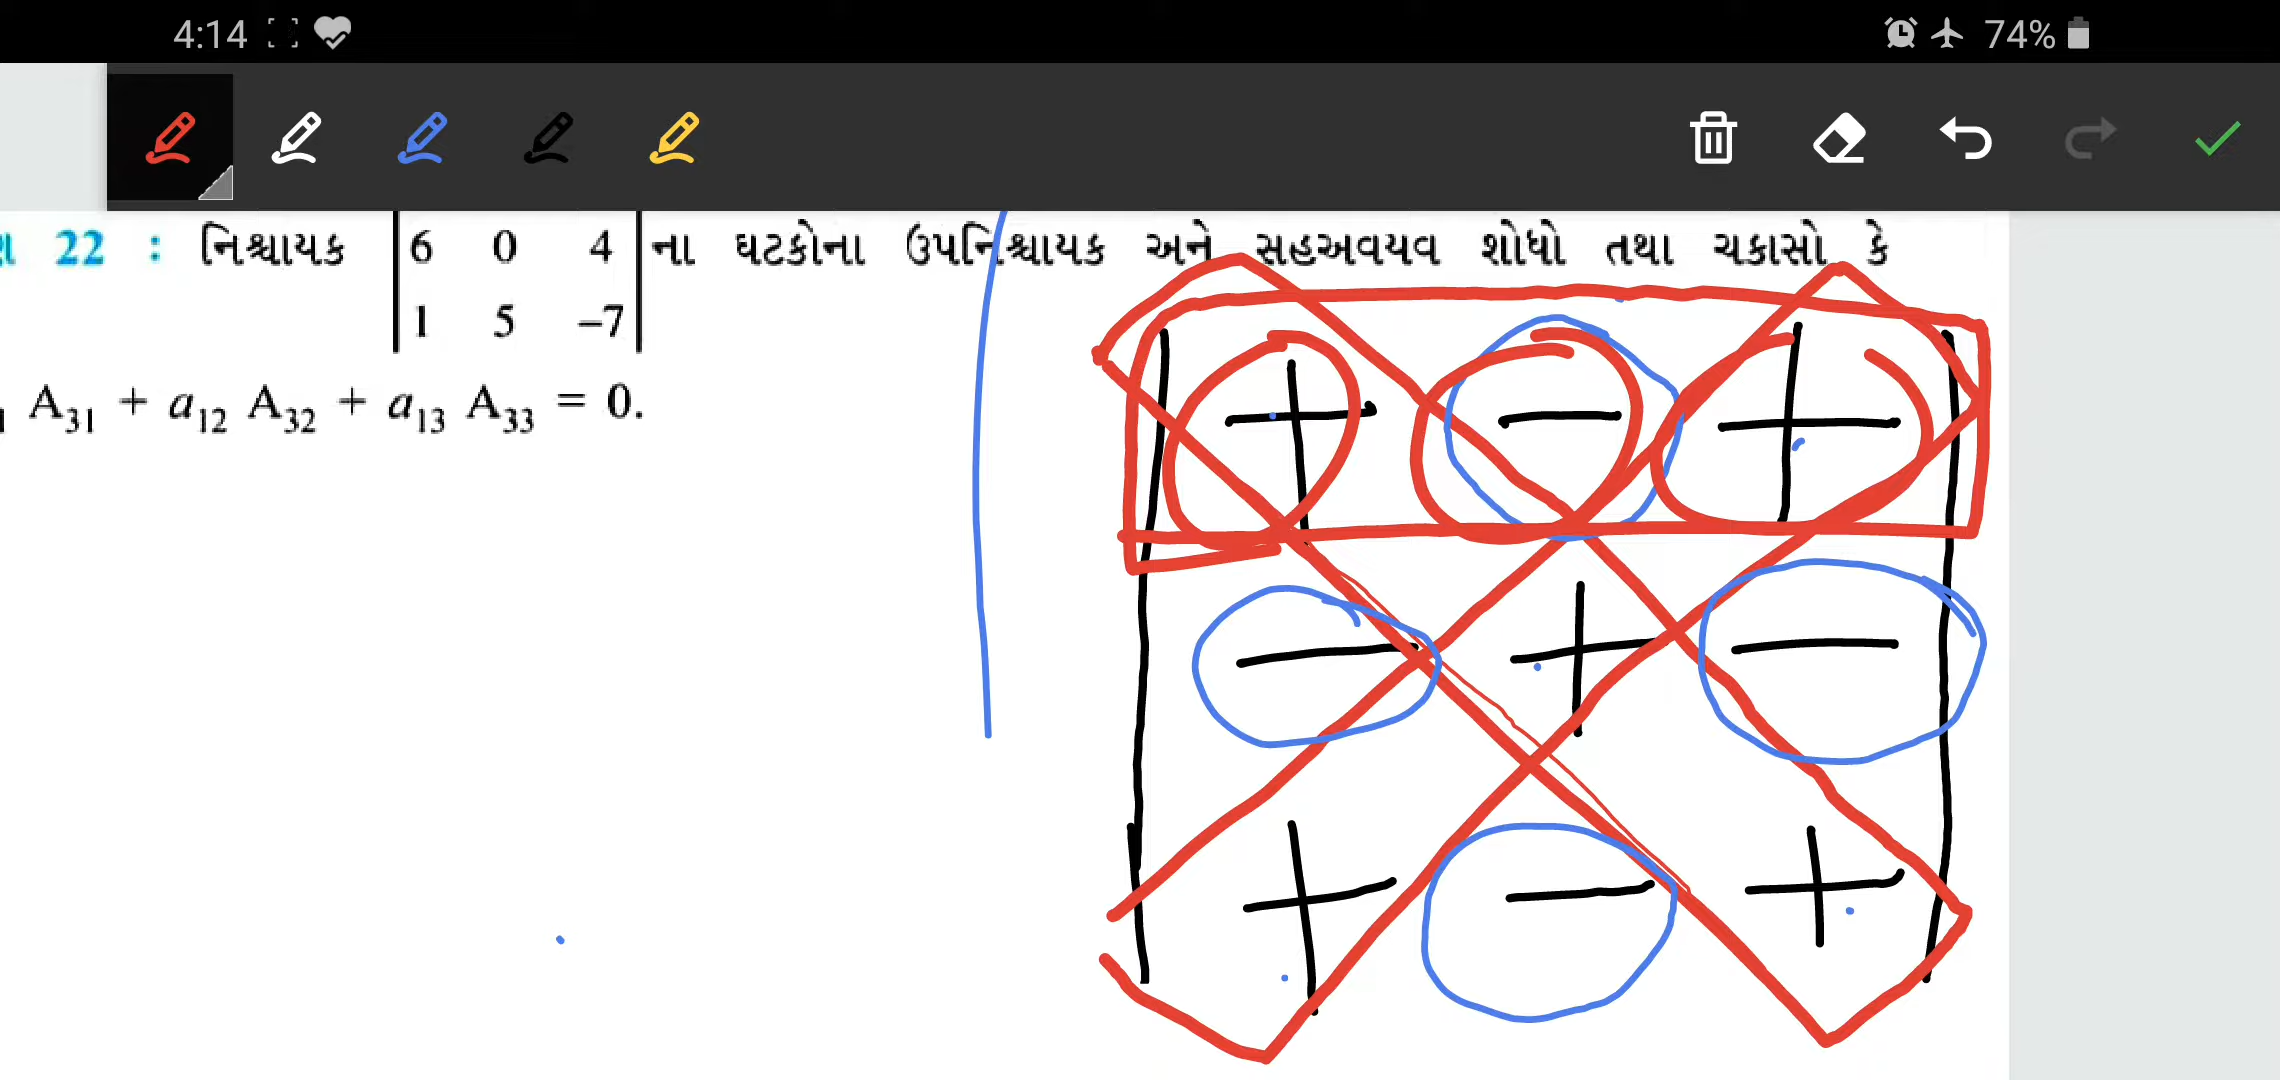 4:14 74%
22 : નિશ્ચાયક 6 0 4 ના ઘટકોના ઉપનિશ્ચાયક અને સહઅવયવ શોધો તથા ચકાસો કે
1 5 –7
A31 + a12 A32 + a13 A33 = 0.
+ – +
– + –
+ – +